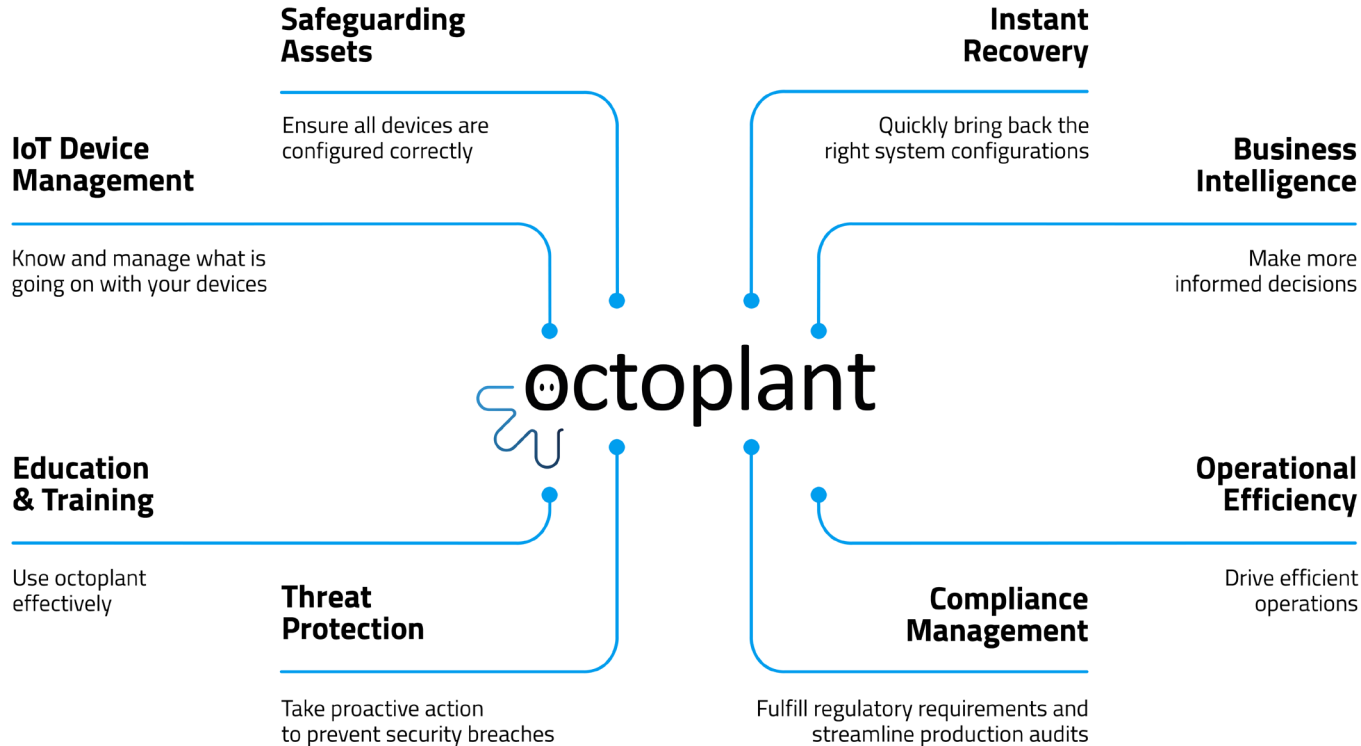 Safeguarding
Assets
Ensure all devices are
configured correctly
Instant
Recovery
Quickly bring back the
right system configurations
IoT Device
Management
Know and manage what is
going on with your devices
Business
Intelligence
Make more
informed decisions
octoplant
Education
& Training
Use octoplant
effectively
Operational
Efficiency
Drive efficient
operations
Threat
Protection
Take proactive action
to prevent security breaches
Compliance
Management
Fulfill regulatory requirements and
streamline production audits